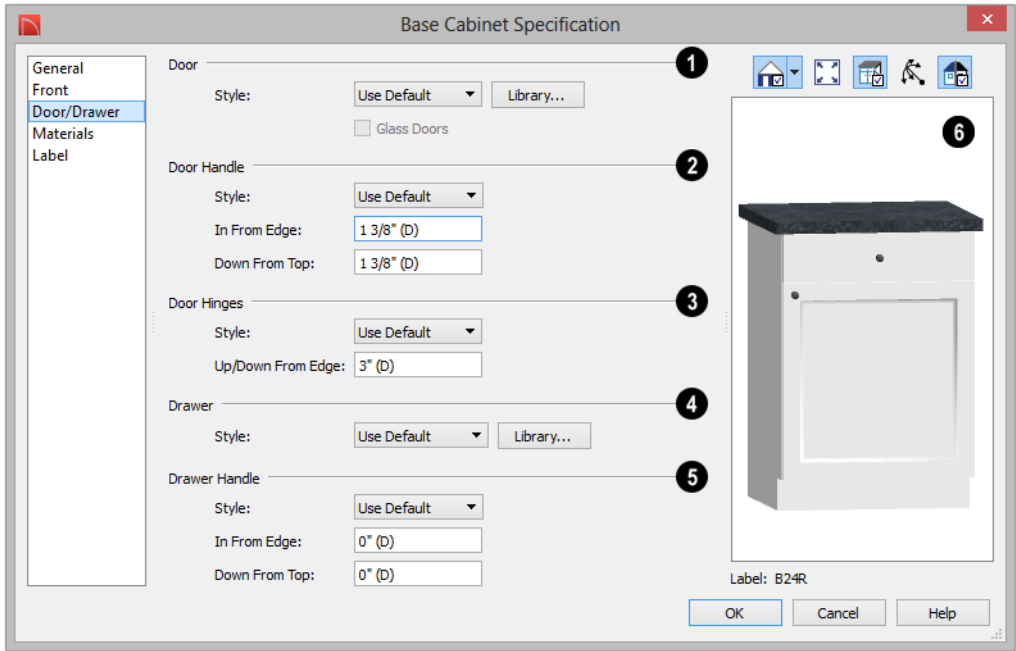 Base Cabinet Specification
General
Front
Door/Drawer
Materials
Label
Door 1
Style: Use Default Library...
Glass Doors
Door Handle 2
Style: Use Default
In From Edge: 1 3/8" (D)
Down From Top: 1 3/8" (D)
Door Hinges 3
Style: Use Default
Up/Down From Edge: 3" (D)
Drawer 4
Style: Use Default Library...
Drawer Handle 5
Style: Use Default
In From Edge: 0" (D)
Down From Top: 0" (D)
6
Label: B24R
OK Cancel Help